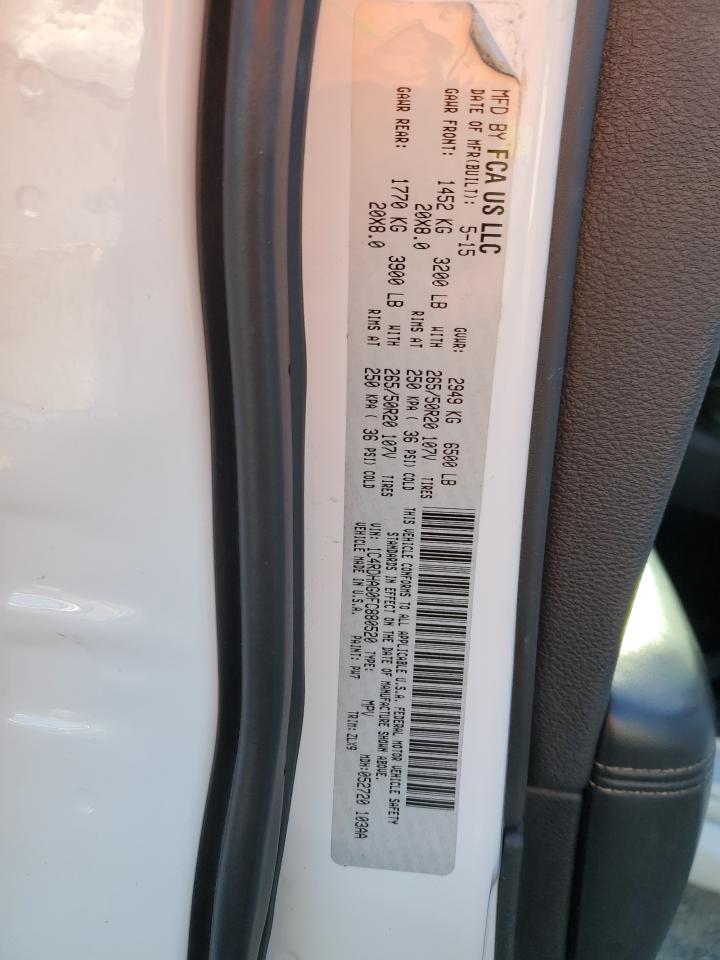 MFD BY FCA US LLC
DATE OF MFR(BUILT): 5-15 GVWR: 2949 KG 6500 LB
GAWR FRONT: 1452 KG 3200 LB WITH 265/50R20 107V TIRES
20X8.0 RIMS AT 250 KPA ( 36 PSI) COLD
GAWR REAR: 1770 KG 3900 LB WITH 265/50R20 107V TIRES
20X8.0 RIMS AT 250 KPA ( 36 PSI) COLD
THIS VEHICLE CONFORMS TO ALL APPLICABLE U.S.A. FEDERAL MOTOR VEHICLE SAFETY
STANDARDS IN EFFECT ON THE DATE OF MANUFACTURE SHOWN ABOVE.
VIN: 1C4RDHAG0FC880520 TYPE: MPV MDH:052720 103AA
VEHICLE MADE IN U.S.A. PAINT: PW7 TRIM: ZLX9